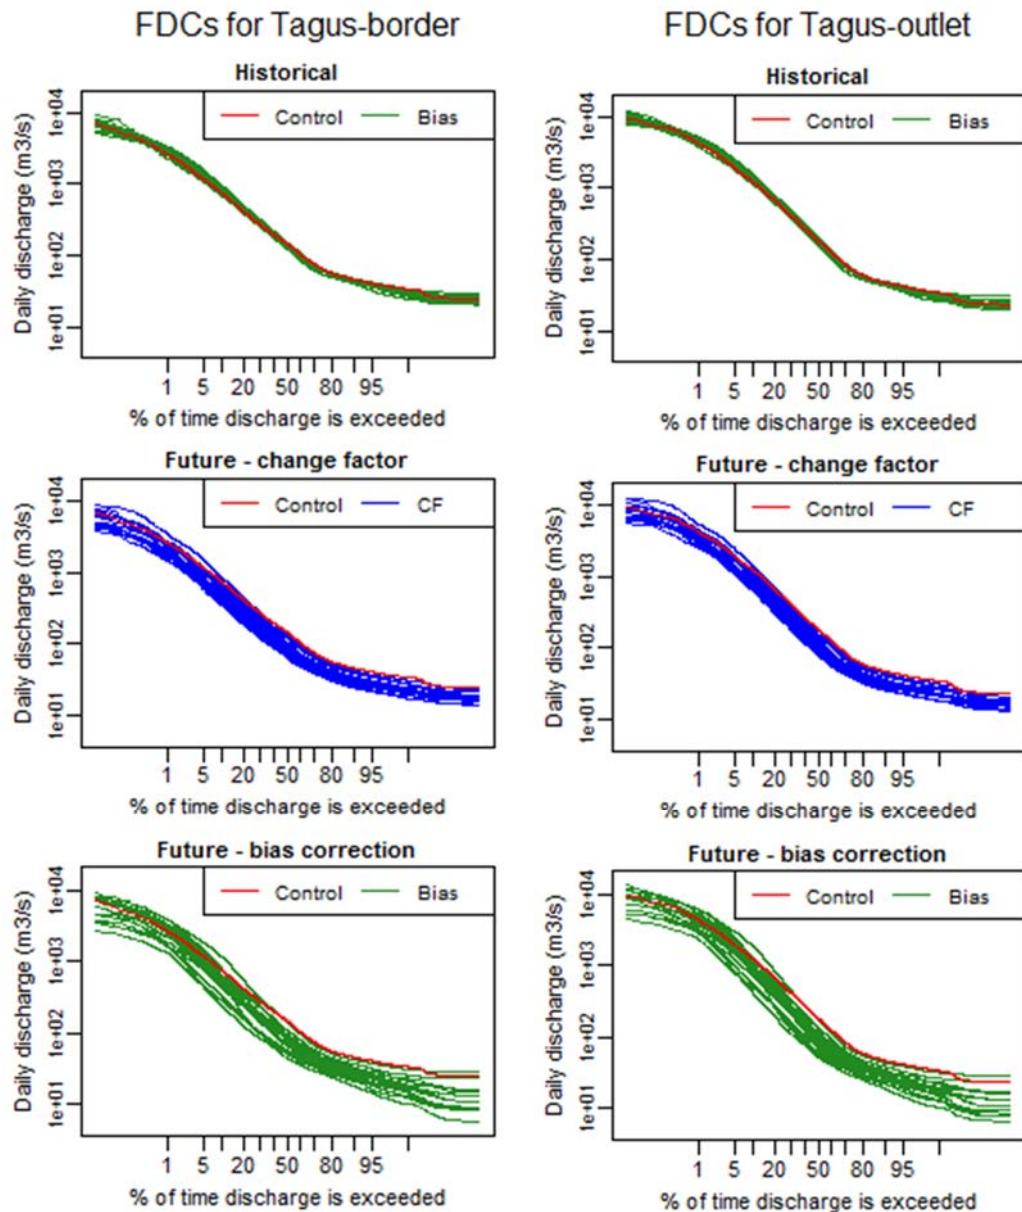 FDCs for Tagus-border
FDCs for Tagus-outlet
Historical
Control
Bias
Daily discharge (m3/s)
1e+04
1e+03
1e+02
1e+01
1 5 20 50 80 95
% of time discharge is exceeded
Historical
Control
Bias
Daily discharge (m3/s)
1e+04
1e+03
1e+02
1e+01
1 5 20 50 80 95
% of time discharge is exceeded
Future - change factor
Control
CF
Daily discharge (m3/s)
1e+04
1e+03
1e+02
1e+01
1 5 20 50 80 95
% of time discharge is exceeded
Future - change factor
Control
CF
Daily discharge (m3/s)
1e+04
1e+03
1e+02
1e+01
1 5 20 50 80 95
% of time discharge is exceeded
Future - bias correction
Control
Bias
Daily discharge (m3/s)
1e+04
1e+03
1e+02
1e+01
1 5 20 50 80 95
% of time discharge is exceeded
Future - bias correction
Control
Bias
Daily discharge (m3/s)
1e+04
1e+03
1e+02
1e+01
1 5 20 50 80 95
% of time discharge is exceeded